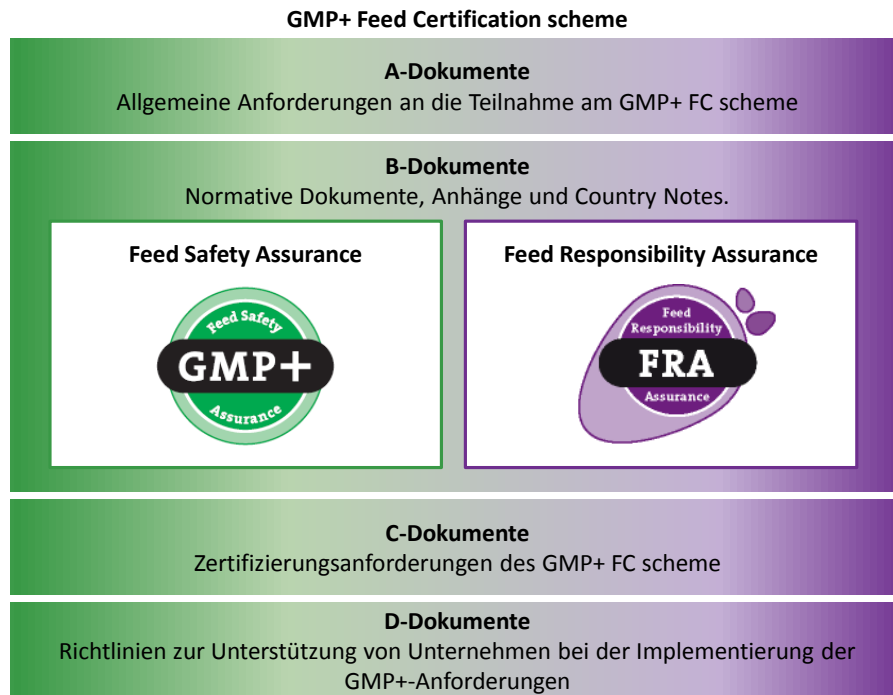 GMP+ Feed Certification scheme
A-Dokumente
Allgemeine Anforderungen an die Teilnahme am GMP+ FC scheme
B-Dokumente
Normative Dokumente, Anhänge und Country Notes.
Feed Safety Assurance
Feed Safety
GMP+
Assurance
Feed Responsibility Assurance
Feed
Responsibility
FRA
Assurance
C-Dokumente
Zertifizierungsanforderungen des GMP+ FC scheme
D-Dokumente
Richtlinien zur Unterstützung von Unternehmen bei der Implementierung der
GMP+-Anforderungen